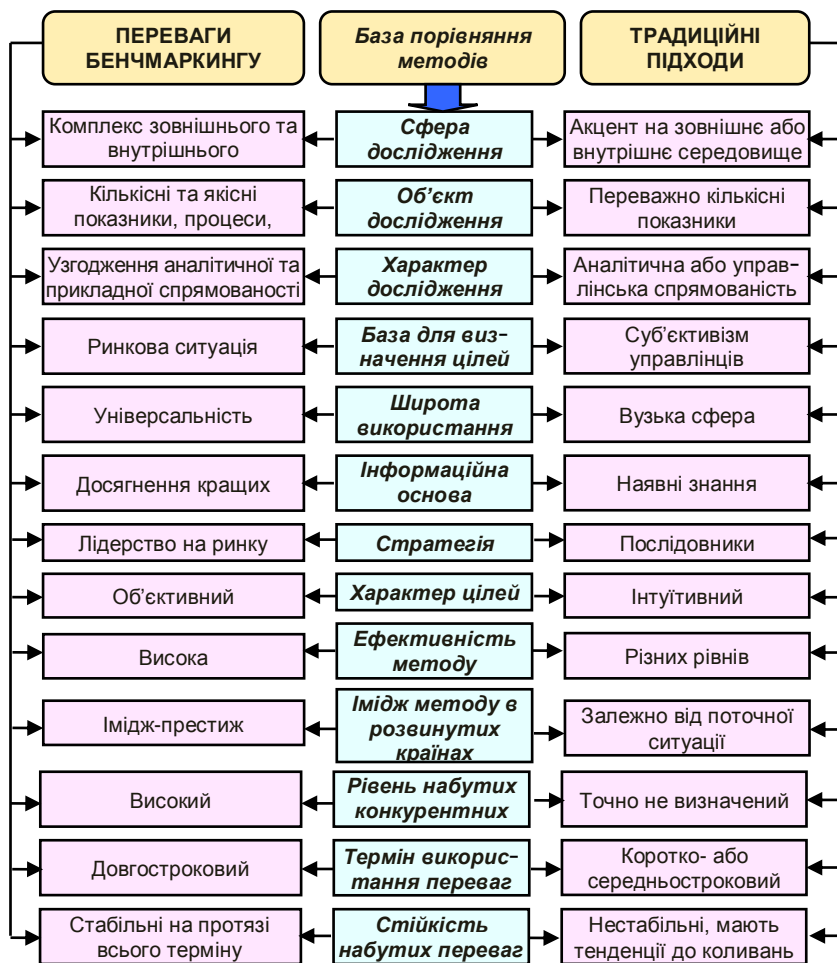 ПЕРЕВАГИ
БЕНЧМАРКИНГУ
База порівняння
методів
ТРАДИЦІЙНІ
ПІДХОДИ
Комплекс зовнішнього та
внутрішнього
Сфера
дослідження
Акцент на зовнішнє або
внутрішнє середовище
Кількісні та якісні
показники, процеси,
Об’єкт
дослідження
Переважно кількісні
показники
Узгодження аналітичної та
прикладної спрямованості
Характер
дослідження
Аналітична або управ-
лінська спрямованість
Ринкова ситуація
База для виз-
начення цілей
Суб’єктивізм
управлінців
Універсальність
Широта
використання
Вузька сфера
Досягнення кращих
Інформаційна
основа
Наявні знання
Лідерство на ринку
Стратегія
Послідовники
Об’єктивний
Характер цілей
Інтуїтивний
Висока
Ефективність
методу
Різних рівнів
Імідж-престиж
Імідж методу в
розвинутих
країнах
Залежно від поточної
ситуації
Високий
Рівень набутих
конкурентних
Точно не визначений
Довгостроковий
Термін викорис-
тання переваг
Коротко- або
середньостроковий
Стабільні на протязі
всього терміну
Стійкість
набутих переваг
Нестабільні, мають
тенденції до коливань